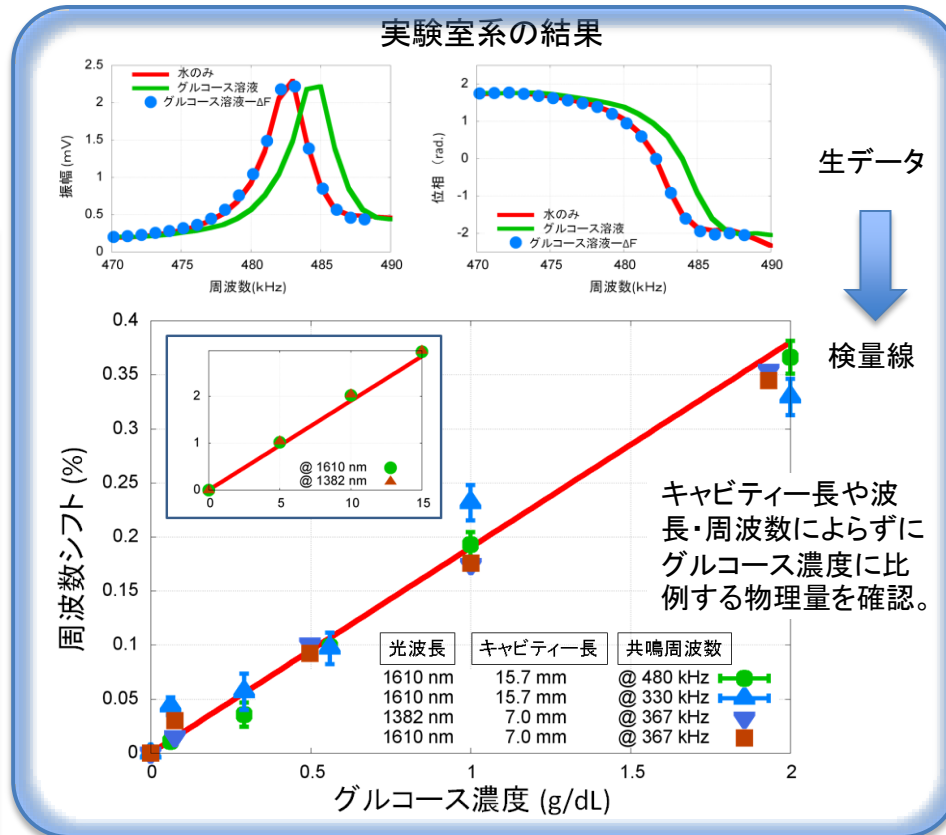 実験室系の結果
2.5
2
1.5
1
0.5
0
振幅 (mV)
水のみ
グルコース溶液
グルコース溶液ー∆F
470
475
480
485
490
周波数(kHz)
2
1
0
-1
-2
位相 (rad.)
水のみ
グルコース溶液
グルコース溶液ー∆F
470
475
480
485
490
周波数(kHz)
生データ
検量線
0.4
0.35
0.3
0.25
0.2
0.15
0.1
0.05
0
周波数シフト (%)
2
1
0
@ 1610 nm
@ 1382 nm
0
5
10
15
キャビティー長や波
長・周波数によらずに
グルコース濃度に比
例する物理量を確認。
光波長 キャビティー長 共鳴周波数
1610 nm 15.7 mm @ 480 kHz
1610 nm 15.7 mm @ 330 kHz
1382 nm 7.0 mm @ 367 kHz
1610 nm 7.0 mm @ 367 kHz
0
0.5
1
1.5
2
グルコース濃度 (g/dL)